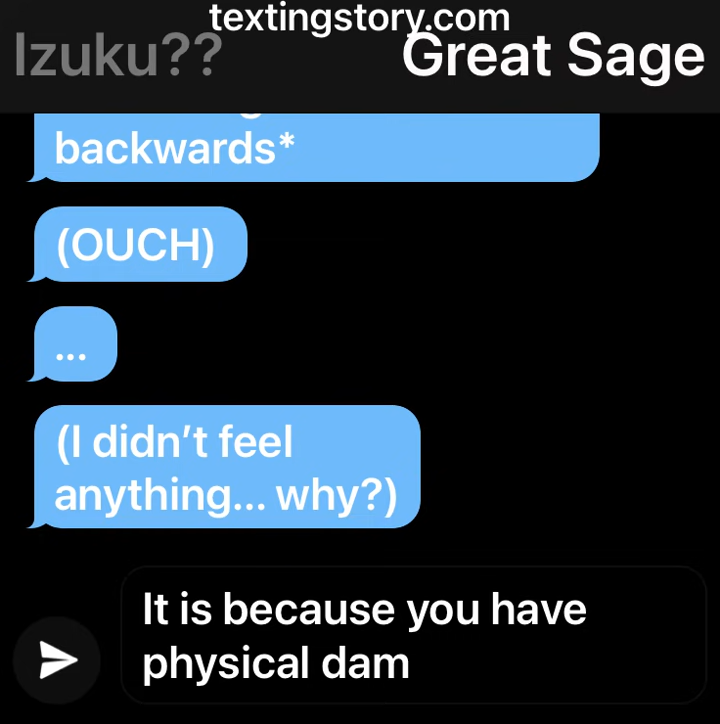 textingstory.com
Izuku??
Great Sage
backwards*
(OUCH)
...
(I didn’t feel
anything... why?)
It is because you have
physical dam